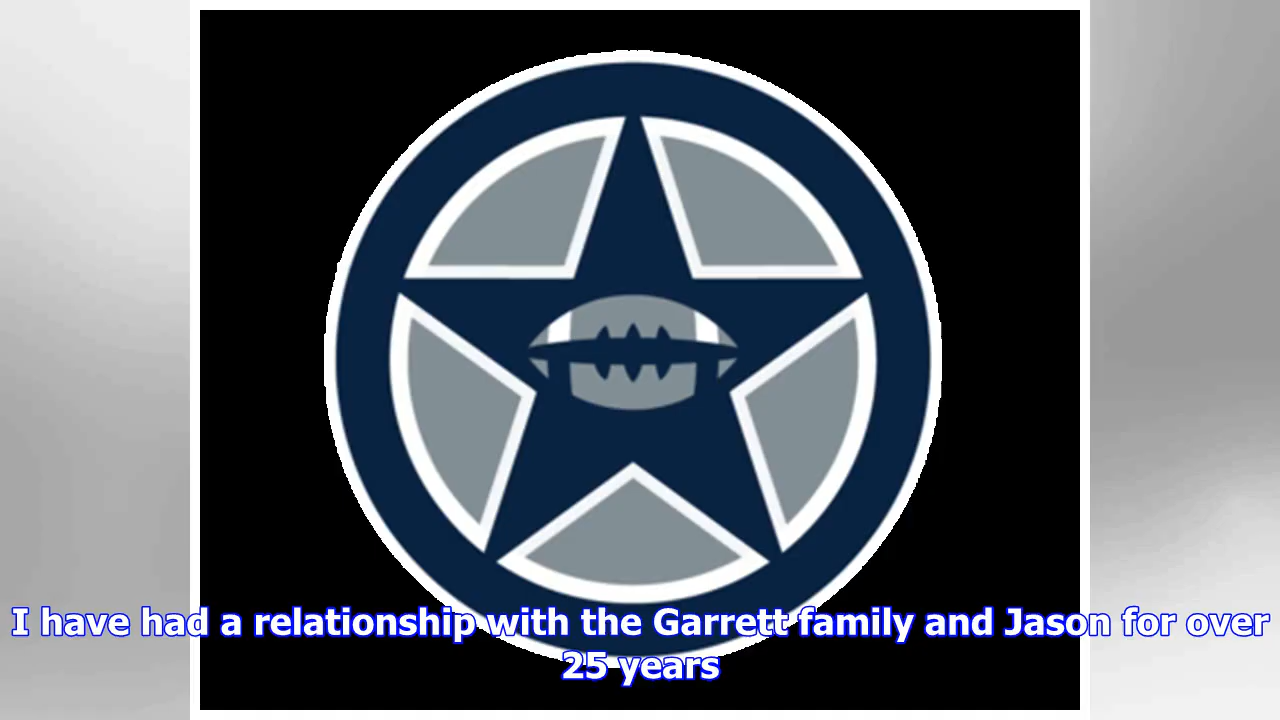 I have had a relationship with the Garrett family and Jason for over
25 years